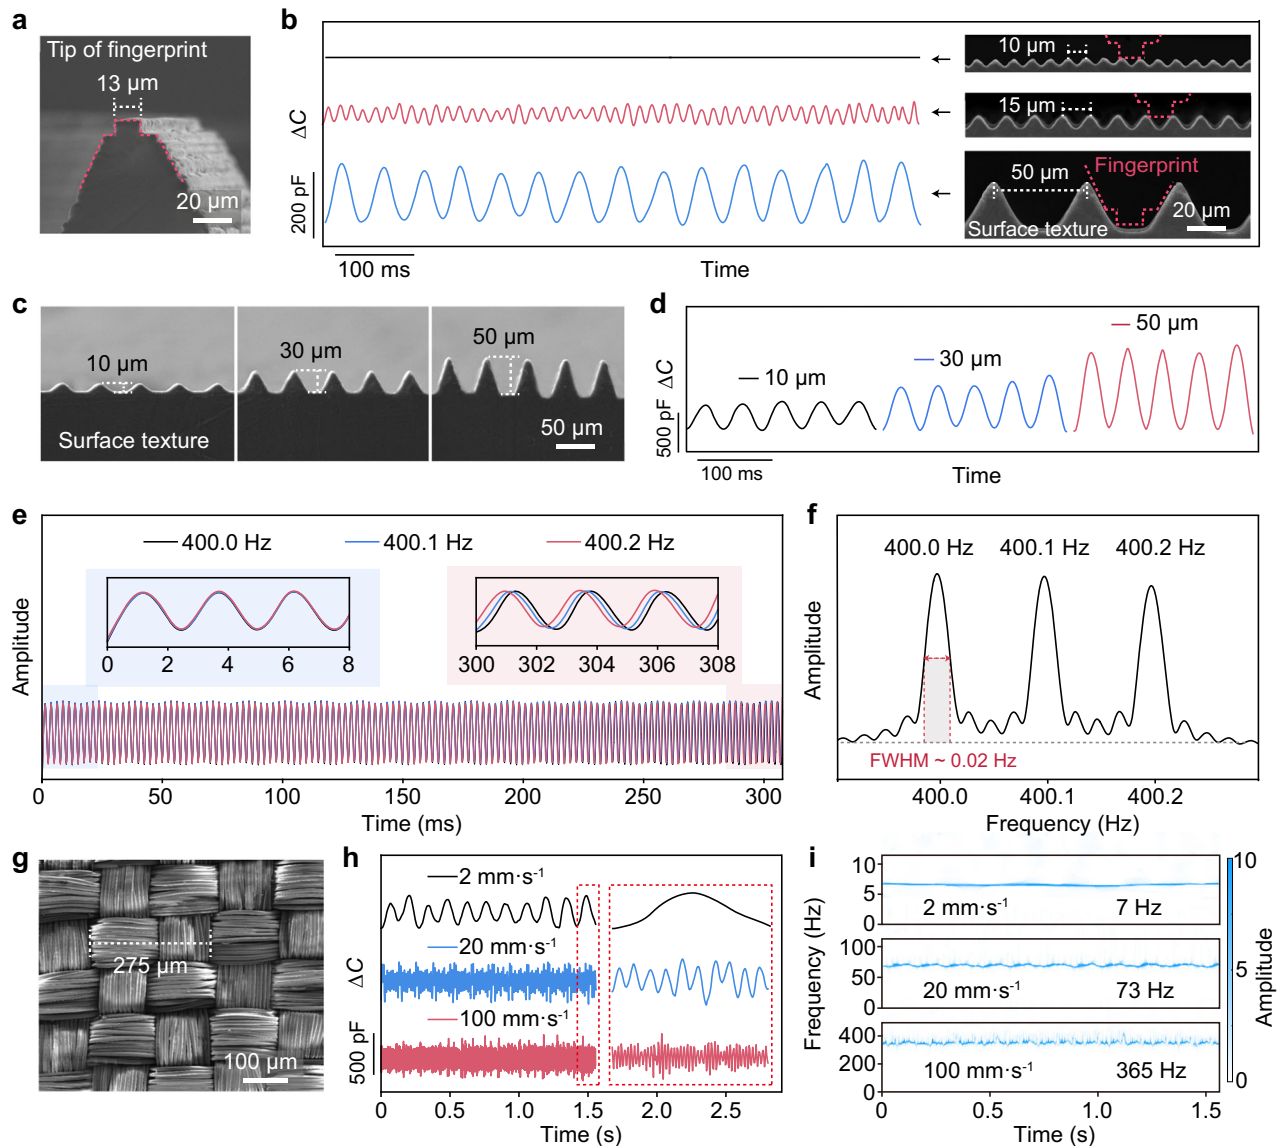 a
Tip of fingerprint
13 μm
20 μm
b
ΔC
200 pF
100 ms
Time
10 μm
15 μm
50 μm
Fingerprint
Surface texture
20 μm
c
10 μm
30 μm
50 μm
Surface texture
50 μm
d
ΔC
500 pF
10 μm
30 μm
50 μm
100 ms
Time
e
400.0 Hz 400.1 Hz 400.2 Hz
0 2 4 6 8
300 302 304 306 308
Amplitude
0 50 100 150 200 250 300
Time (ms)
f
400.0 Hz 400.1 Hz 400.2 Hz
Amplitude
FWHM ~ 0.02 Hz
400.0 400.1 400.2
Frequency (Hz)
g
275 μm
100 μm
h
2 mm·s-1
20 mm·s-1
100 mm·s-1
ΔC
500 pF
0 0.5 1.0 1.5 2.0 2.5
Time (s)
i
Frequency (Hz)
10
5
0
2 mm·s-1 7 Hz
100
50
0
20 mm·s-1 73 Hz
400
200
0
100 mm·s-1 365 Hz
0 0.5 1.0 1.5
Time (s)
10
5
0
Amplitude